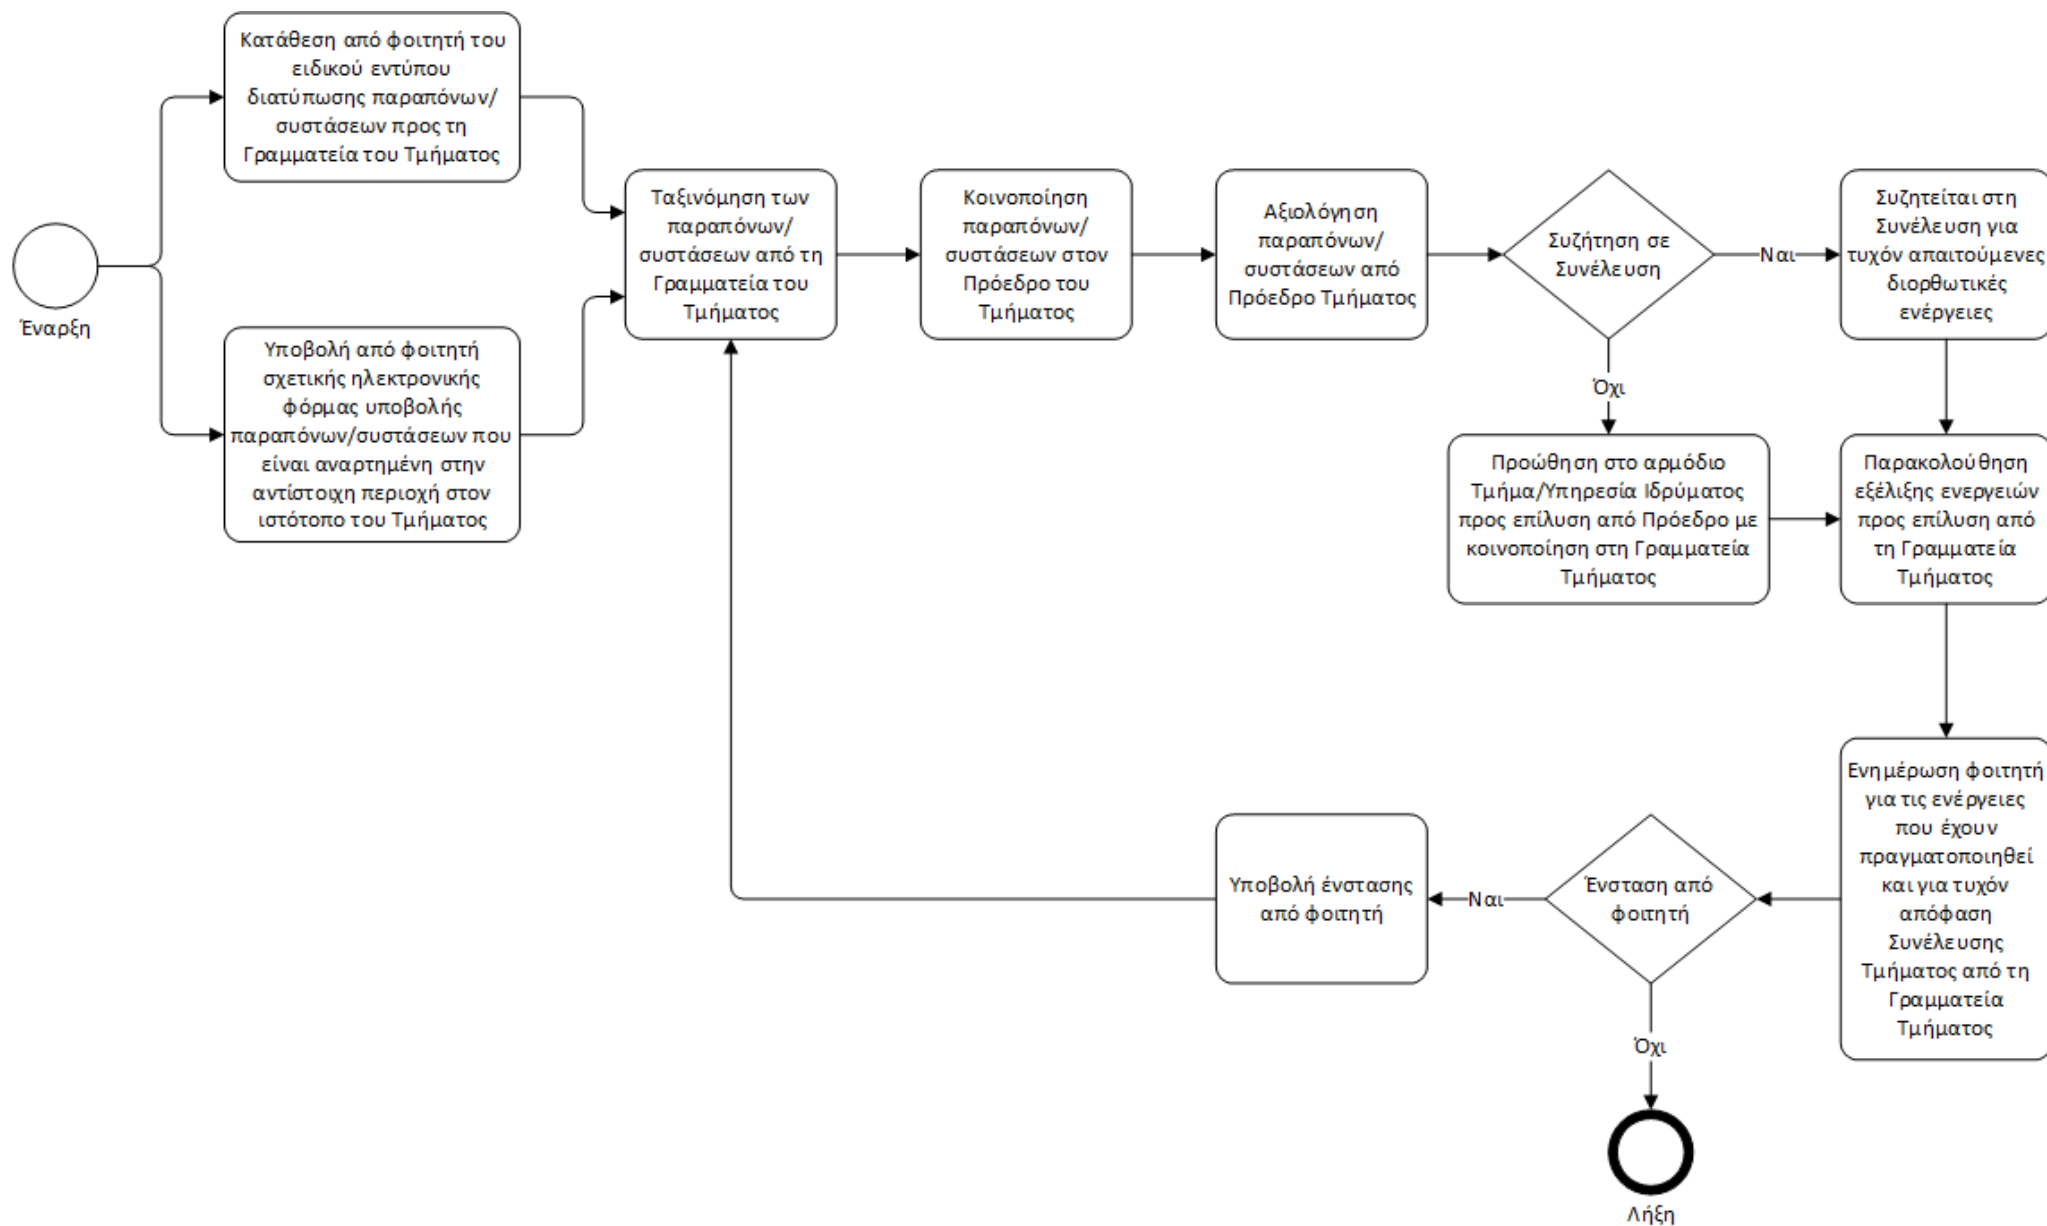 Κατάθεση από φοιτητή του
ειδικού εντύπου
διατύπωσης παραπόνων/
συστάσεων προς τη
Γραμματεία του Τμήματος
Έναρξη
Υποβολή από φοιτητή
σχετικής ηλεκτρονικής
φόρμας υποβολής
παραπόνων/συστάσεων που
είναι αναρτημένη στην
αντίστοιχη περιοχή στον
ιστότοπο του Τμήματος
Ταξινόμηση των
παραπόνων/
συστάσεων από τη
Γραμματεία του
Τμήματος
Κοινοποίηση
παραπόνων/
συστάσεων στον
Πρόεδρο του
Τμήματος
Αξιολόγηση
παραπόνων/
συστάσεων από
Πρόεδρο Τμήματος
Συζήτηση σε
Συνέλευση
Ναι
Συζητείται στη
Συνέλευση για
τυχόν απαιτούμενες
διορθωτικές
ενέργειες
Όχι
Προώθηση στο αρμόδιο
Τμήμα/Υπηρεσία Ιδρύματος
προς επίλυση από Πρόεδρο με
κοινοποίηση στη Γραμματεία
Τμήματος
Παρακολούθηση
εξέλιξης ενεργειών
προς επίλυση από
τη Γραμματεία
Τμήματος
Ενημέρωση φοιτητή
για τις ενέργειες
που έχουν
πραγματοποιηθεί
και για τυχόν
απόφαση
Συνέλευσης
Τμήματος από τη
Γραμματεία
Τμήματος
Ένσταση από
φοιτητή
Ναι
Υποβολή ένστασης
από φοιτητή
Όχι
Λήξη